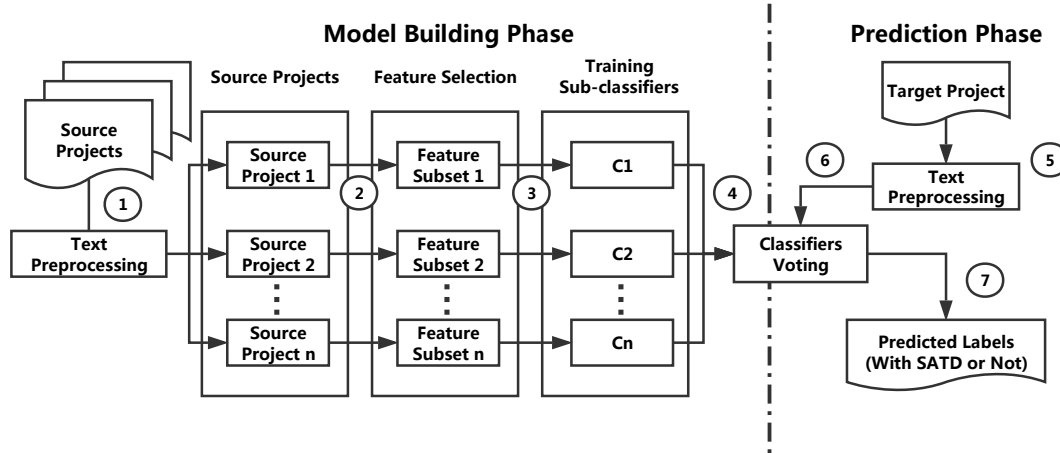 Model Building Phase
Prediction Phase
Source Projects
Feature Selection
Training
Sub-classifiers
Source
Projects
1
Text
Preprocessing
Source
Project 1
2
Feature
Subset 1
3
C1
4
Source
Project 2
Feature
Subset 2
C2
Source
Project n
Feature
Subset n
Cn
Classifiers
Voting
Target Project
5
Text
Preprocessing
6
7
Predicted Labels
(With SATD or Not)